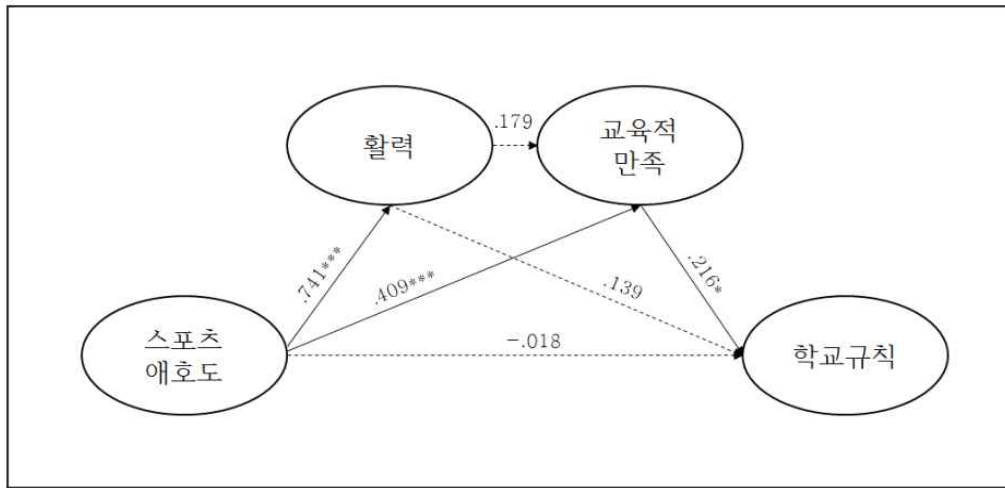 활력
.179
교육적
만족
.741***
.409***
.139
.216*
스포츠
애호도
-.018
학교규칙